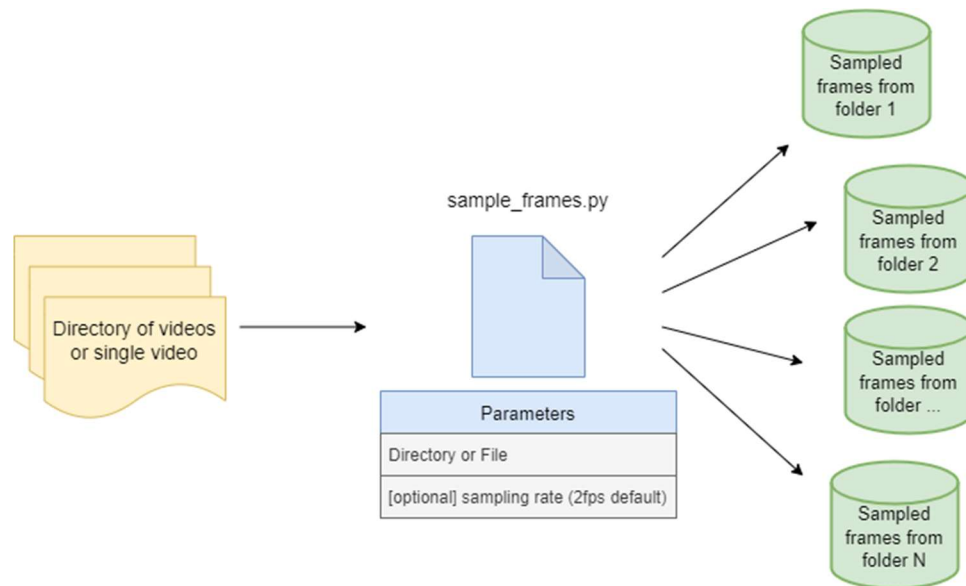 Directory of videos
or single video
sample_frames.py
Parameters
Directory or File
[optional] sampling rate (2fps default)
Sampled
frames from
folder 1
Sampled
frames from
folder 2
Sampled
frames from
folder ...
Sampled
frames from
folder N